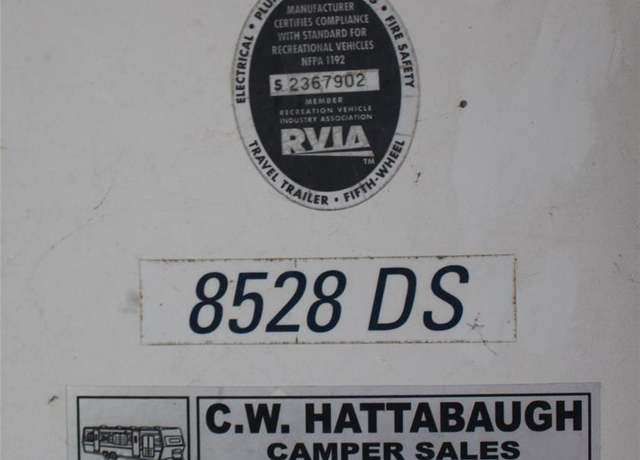 ELECTRICAL • FIRE SAFETY
MANUFACTURER
CERTIFIES COMPLIANCE
WITH STANDARD FOR
RECREATIONAL VEHICLES
NFPA 1192
S 2367902
MEMBER
RECREATION VEHICLE
INDUSTRY ASSOCIATION
RVIA TM
TRAVEL TRAILER • FIFTH-WHEEL
8528 DS
C.W. HATTABAUGH
CAMPER SALES